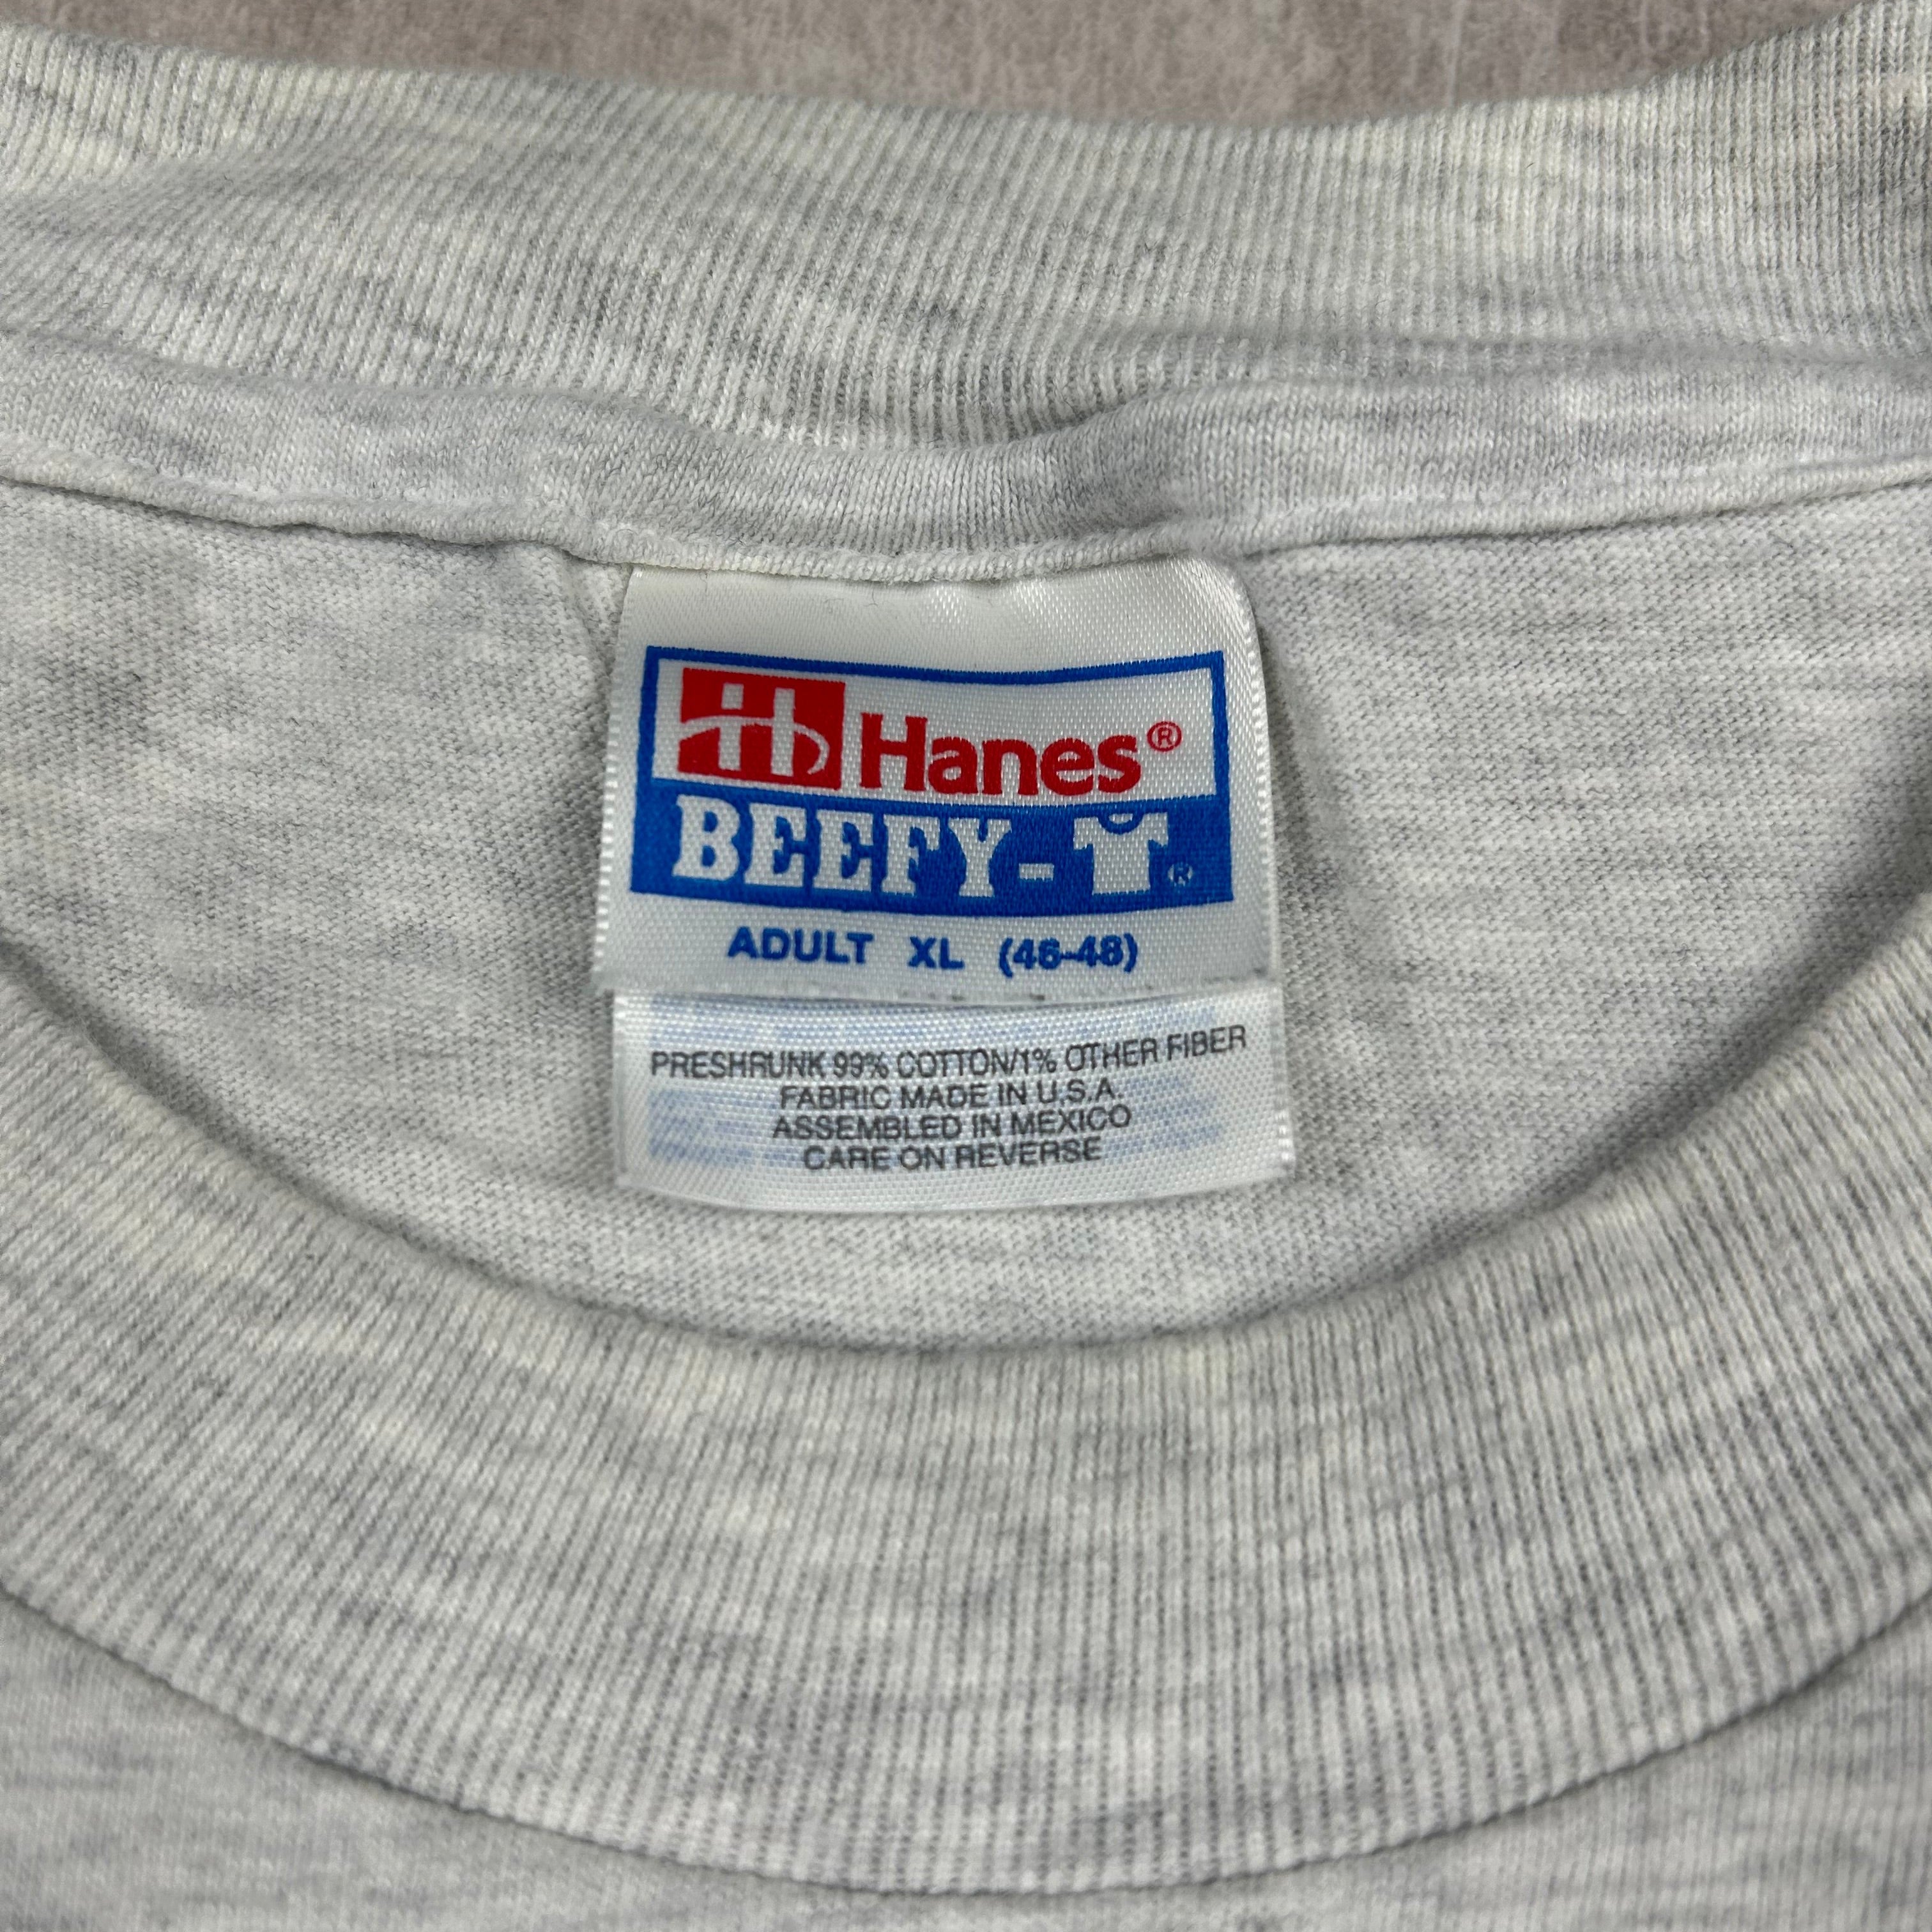 H Hanes®
BEEFY-T®
ADULT XL (46-48)
PRESHRUNK 99% COTTON/1% OTHER FIBER
FABRIC MADE IN U.S.A.
ASSEMBLED IN MEXICO
CARE ON REVERSE